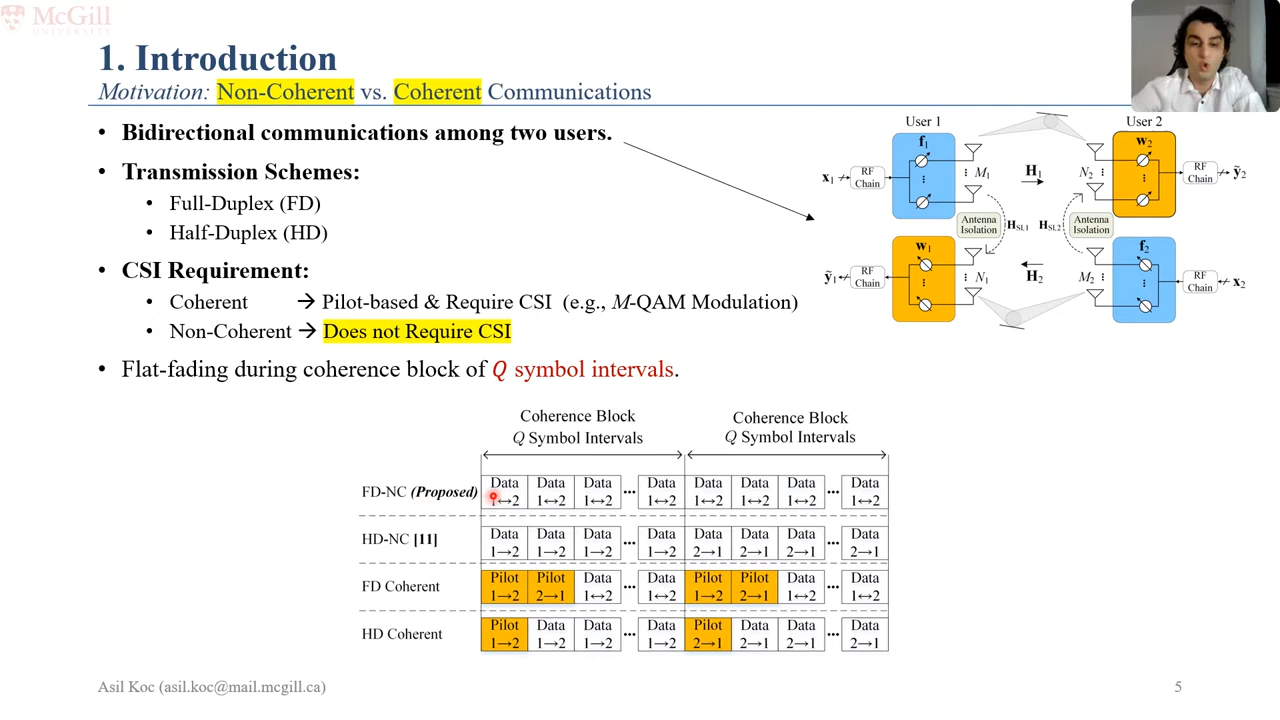 McGill
UNIVERSITY
1. Introduction
Motivation: Non-Coherent vs. Coherent Communications
• Bidirectional communications among two users.
• Transmission Schemes:
• Full-Duplex (FD)
• Half-Duplex (HD)
• CSI Requirement:
• Coherent → Pilot-based & Require CSI (e.g., M-QAM Modulation)
• Non-Coherent → Does not Require CSI
• Flat-fading during coherence block of Q symbol intervals.
User 1 User 2
f₁ w₂
x₁ RF Chain ⋮ ⋮ M₁ H₁ N₂ ⋮ ⋮ RF Chain ỹ₂
Antenna Isolation H_SI,1 H_SI,2 Antenna Isolation
w₁ f₂
ỹ₁ RF Chain ⋮ ⋮ N₁ H₂ M₂ ⋮ ⋮ RF Chain x₂
Coherence Block Coherence Block
Q Symbol Intervals Q Symbol Intervals
FD-NC (Proposed) Data 1↔2 Data 1↔2 Data 1↔2 ... Data 1↔2 Data 1↔2 Data 1↔2 Data 1↔2 ... Data 1↔2
HD-NC [11] Data 1→2 Data 1→2 Data 1→2 ... Data 1→2 Data 2→1 Data 2→1 Data 2→1 ... Data 2→1
FD Coherent Pilot 1→2 Pilot 2→1 Data 1↔2 ... Data 1↔2 Pilot 1→2 Pilot 2→1 Data 1↔2 ... Data 1↔2
HD Coherent Pilot 1→2 Data 1→2 Data 1→2 ... Data 1→2 Pilot 2→1 Data 2→1 Data 2→1 ... Data 2→1
Asil Koc (asil.koc@mail.mcgill.ca) 5